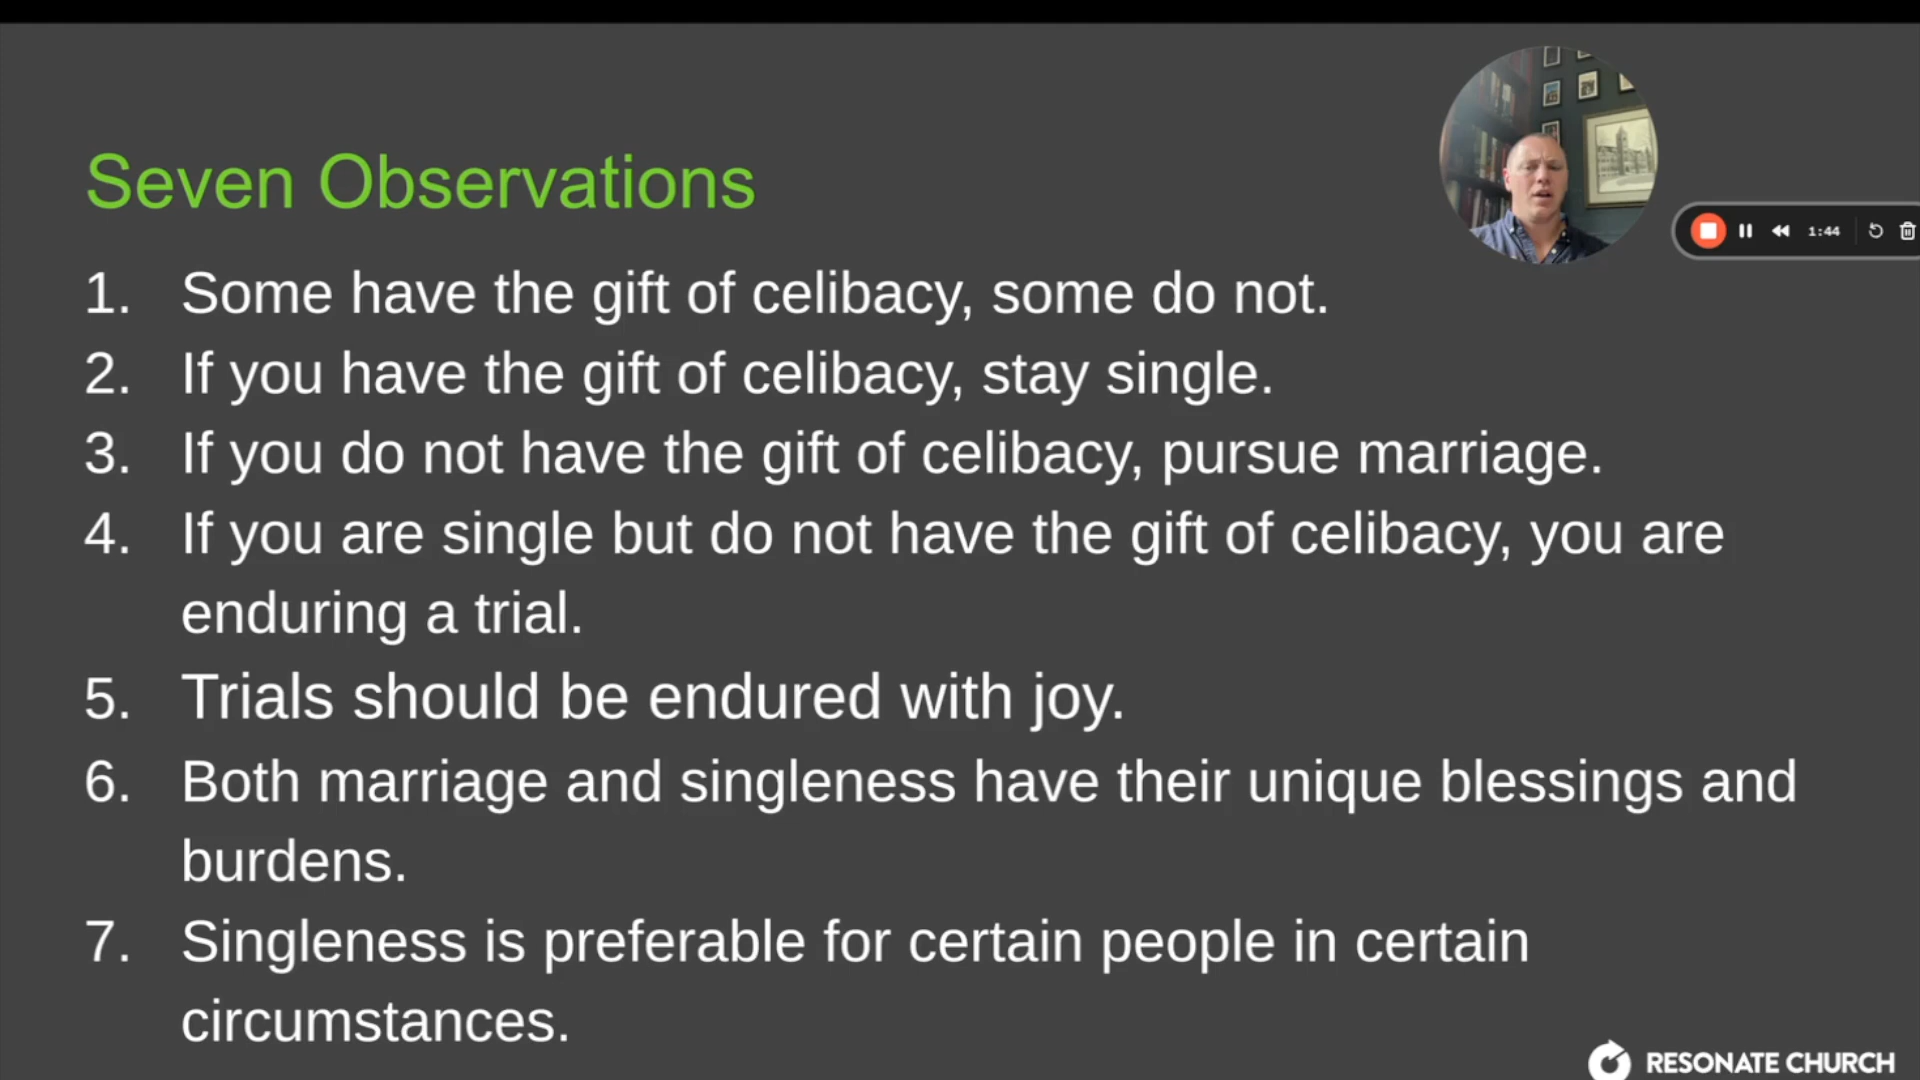 Seven Observations
1:44
1. Some have the gift of celibacy, some do not.
2. If you have the gift of celibacy, stay single.
3. If you do not have the gift of celibacy, pursue marriage.
4. If you are single but do not have the gift of celibacy, you are
enduring a trial.
5. Trials should be endured with joy.
6. Both marriage and singleness have their unique blessings and
burdens.
7. Singleness is preferable for certain people in certain
circumstances.
RESONATE CHURCH